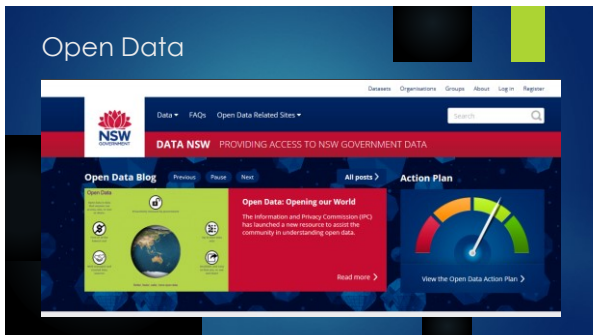 Open Data
Datasets Organisations Groups About Log in Register
Data FAQs Open Data Related Sites
Search
NSW
GOVERNMENT
DATA NSW PROVIDING ACCESS TO NSW GOVERNMENT DATA
Open Data Blog Previous Pause Next All posts
Action Plan
Open Data
Open Data: Opening our World
The Information and Privacy Commission (IPC)
has launched a new resource to assist the
community in understanding open data.
Read more
View the Open Data Action Plan